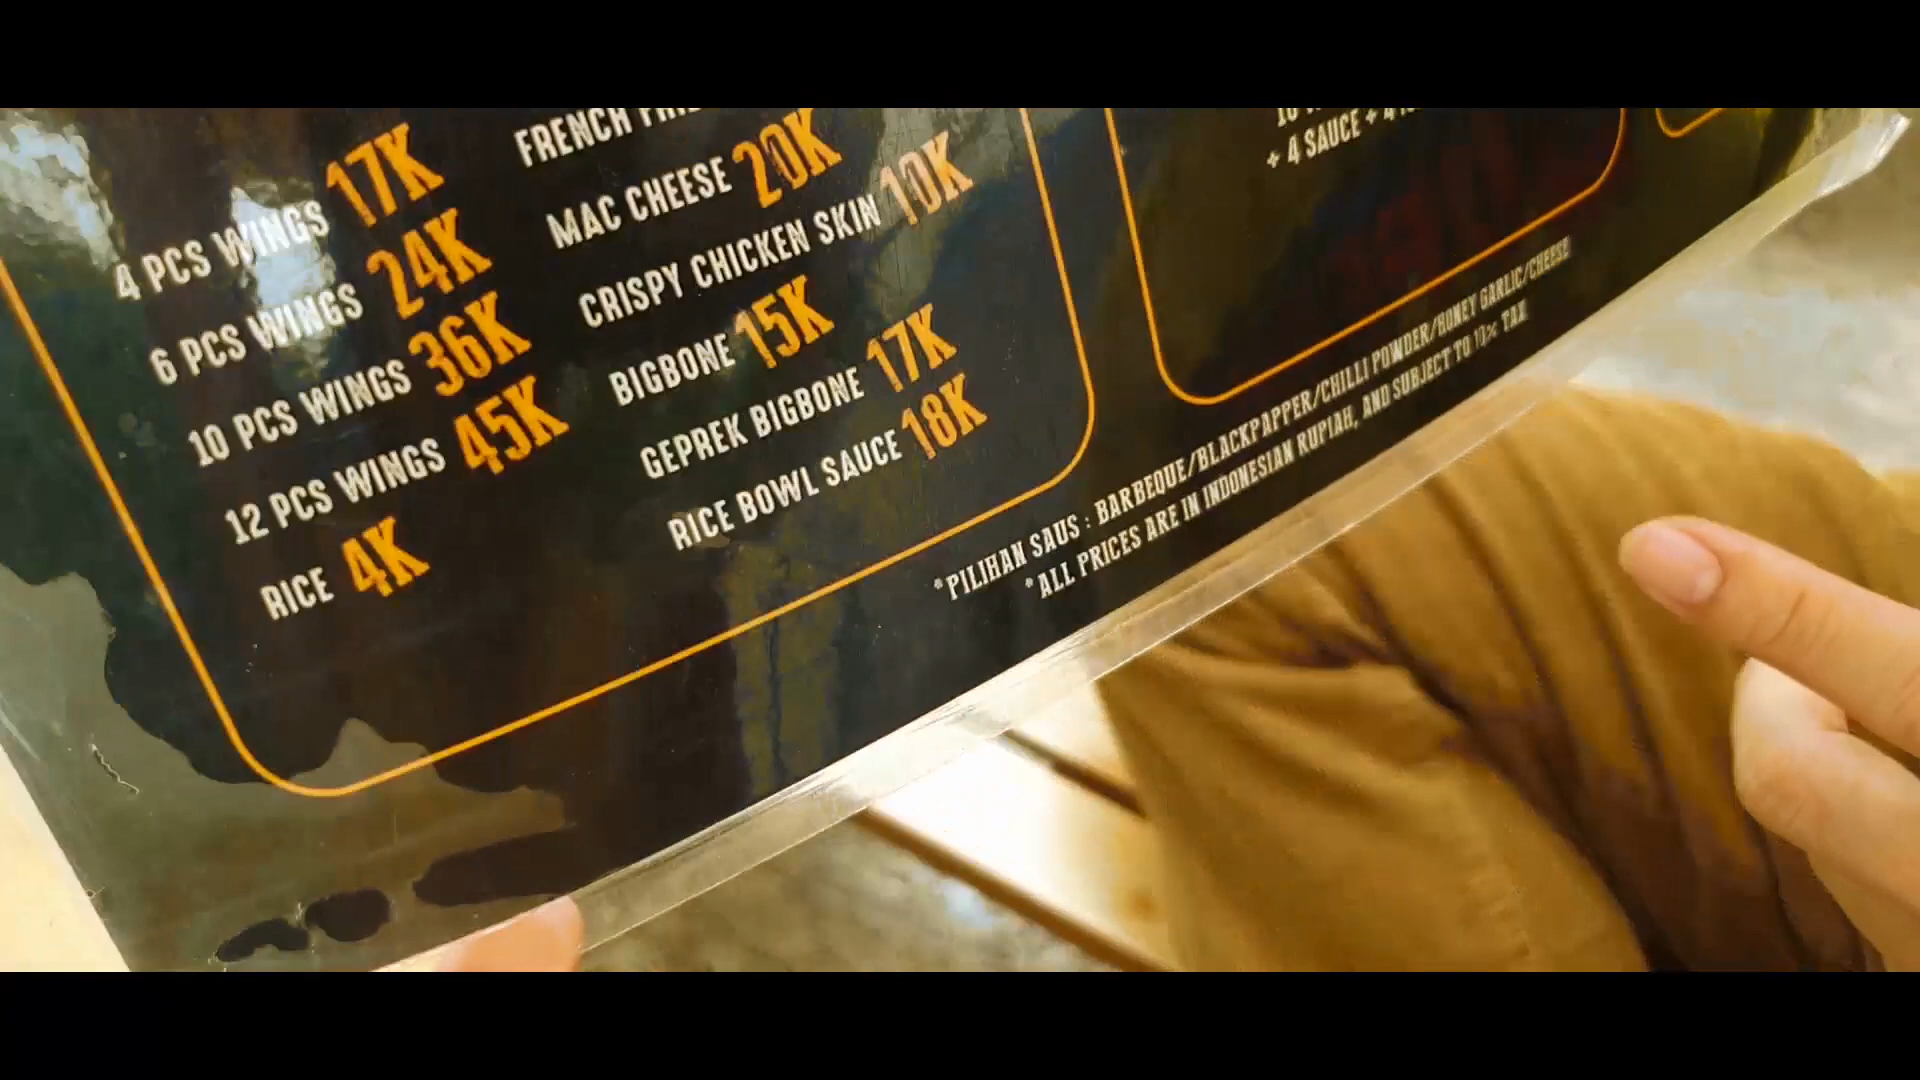 4 PCS WINGS 17K
6 PCS WINGS 24K
10 PCS WINGS 36K
12 PCS WINGS 45K
RICE 4K
FRENCH
MAC CHEESE 20K
CRISPY CHICKEN SKIN 10K
BIGBONE 15K
GEPREK BIGBONE 17K
RICE BOWL SAUCE 18K
+ 4 SAUCE + 4
*PILIHAN SAUS : BARBEQUE/BLACKPAPPER/CHILLI POWDER/HONEY GARLIC/CHEESE
*ALL PRICES ARE IN INDONESIAN RUPIAH, AND SUBJECT TO 10% TAX